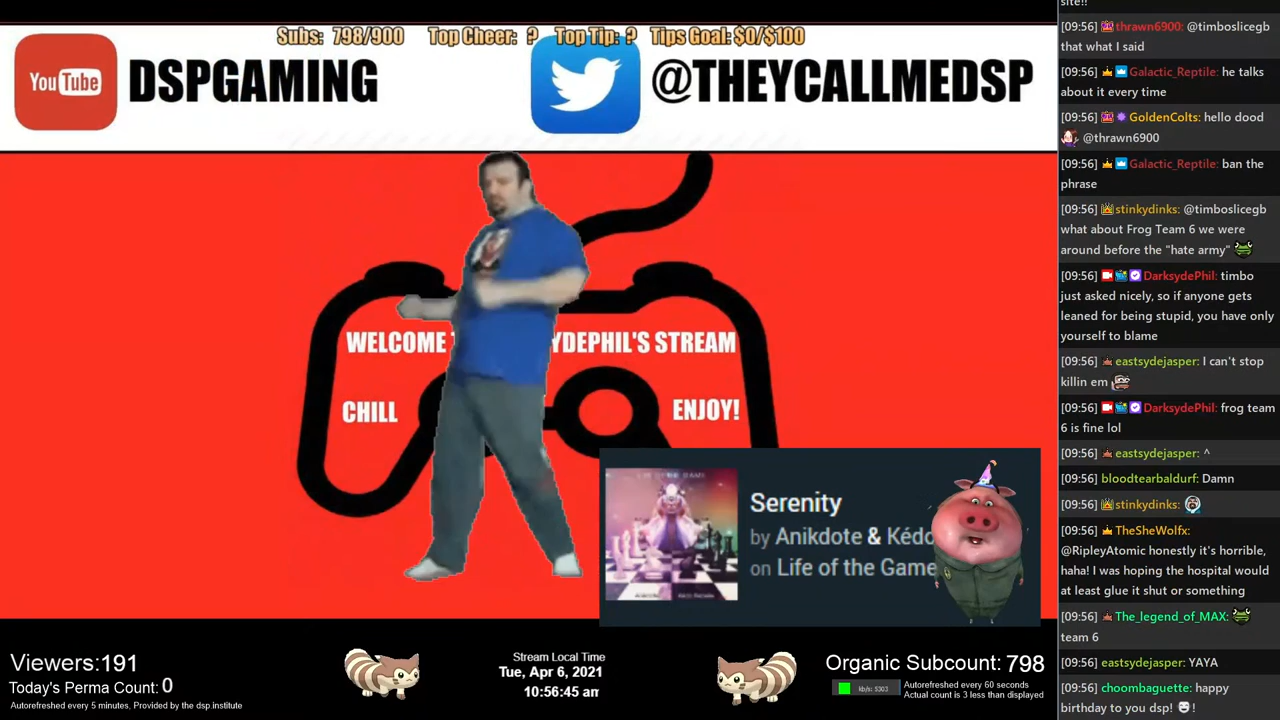 Subs: 798/900 Top Cheer: ? Top Tip: ? Tips Goal: $0/$100
YouTube DSPGAMING @THEYCALLMEDSP
WELCOME YDEPHIL'S STREAM
CHILL ENJOY!
Serenity
by Anikdote & Kédo
on Life of the Game
Viewers:191
Today's Perma Count: 0
Autorefreshed every 5 minutes, Provided by the dsp.institute
Stream Local Time
Tue, Apr 6, 2021
10:56:45 am
Organic Subcount: 798
kb/s: 5303
Autorefreshed every 60 seconds
Actual count is 3 less than displayed
site!!
[09:56] thrawn6900: @timboslicegb
that what I said
[09:56] Galactic_Reptile: he talks
about it every time
[09:56] GoldenColts: hello dood
@thrawn6900
[09:56] Galactic_Reptile: ban the
phrase
[09:56] stinkydinks: @timboslicegb
what about Frog Team 6 we were
around before the "hate army"
[09:56] DarksydePhil: timbo
just asked nicely, so if anyone gets
leaned for being stupid, you have only
yourself to blame
[09:56] eastsydejasper: I can't stop
killin em
[09:56] DarksydePhil: frog team
6 is fine lol
[09:56] eastsydejasper: ^
[09:56] bloodtearbaldurf: Damn
[09:56] stinkydinks:
[09:56] TheSheWolfx:
@RipleyAtomic honestly it's horrible,
haha! I was hoping the hospital would
at least glue it shut or something
[09:56] The_legend_of_MAX:
team 6
[09:56] eastsydejasper: YAYA
[09:56] choombaguette: happy
birthday to you dsp! !